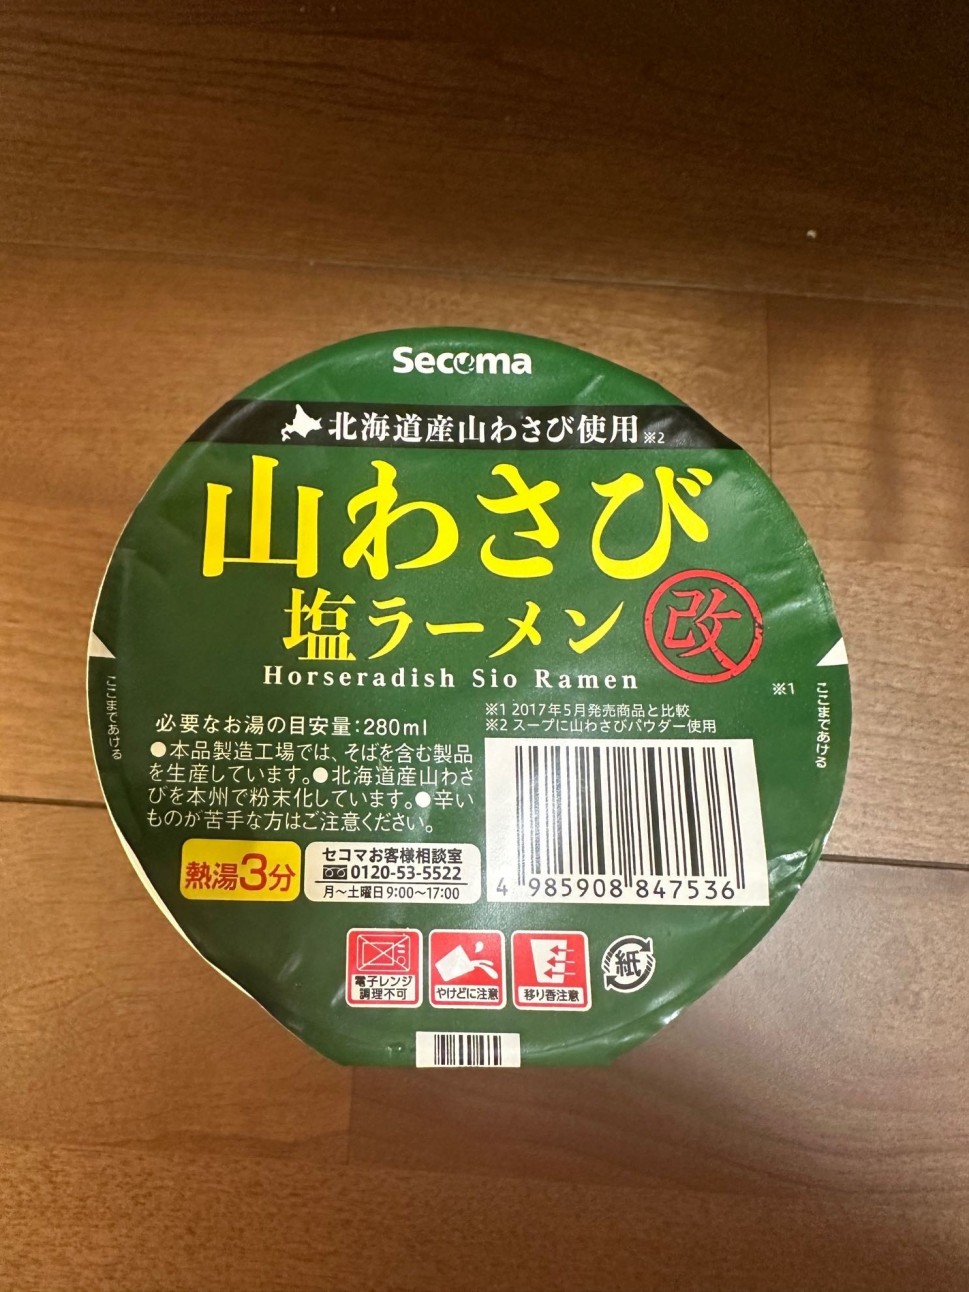 Secoma
北海道産山わさび使用※2
山わさび
塩ラーメン 改
Horseradish Sio Ramen
※1
ここまであける
ここまであける
必要なお湯の目安量:280ml
●本品製造工場では、そばを含む製品
を生産しています。●北海道産山わさ
びを本州で粉末化しています。●辛い
ものが苦手な方はご注意ください。
※1 2017年5月発売商品と比較
※2 スープに山わさびパウダー使用
4 985908 847536
熱湯3分
セコマお客様相談室
0120-53-5522
月～土曜日9:00～17:00
電子レンジ
調理不可
やけどに注意
移り香注意
紙